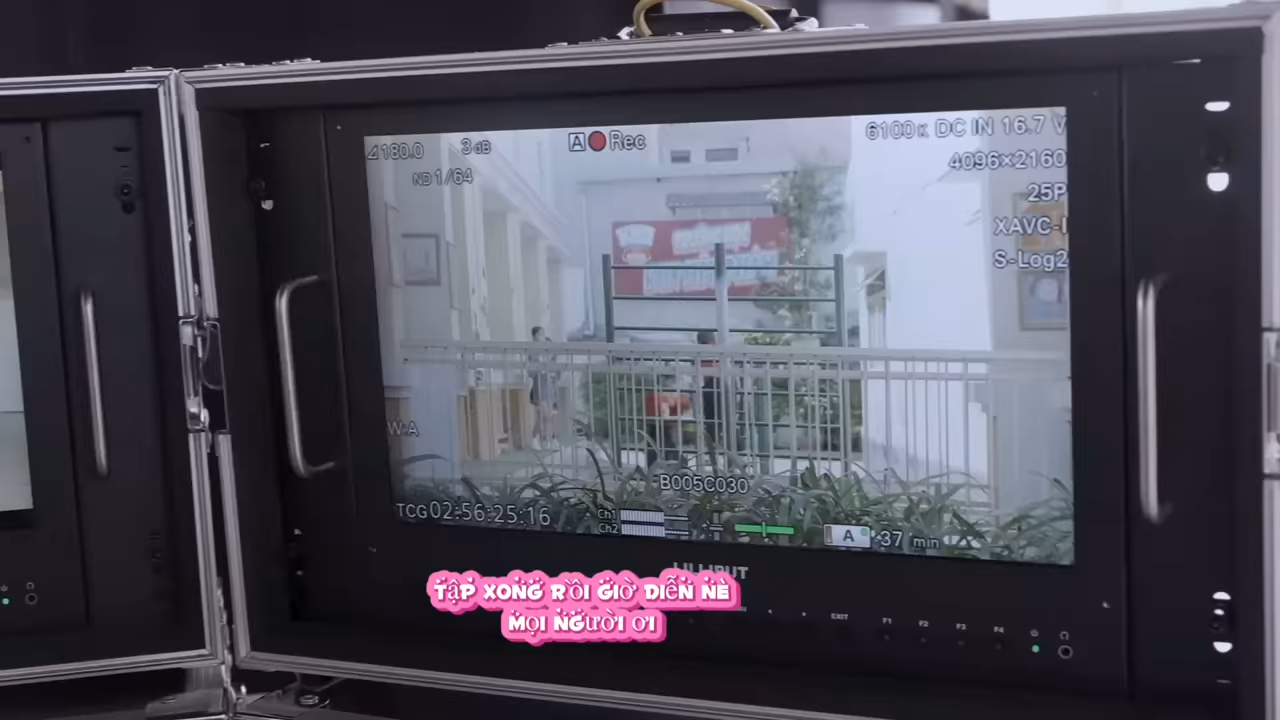 ⊿180.0
3 dB
A Rec
6100 K DC IN 16.7 V
ND 1/64
4096×2160
25P
XAVC-I
S-Log2
W:A
B005C030
TCG 02:56:25:16
Ch1
Ch2
A 37 min
LILLIPUT
EXIT F1 F2 F3 F4
TẬP XONG RỒI GIỜ DIỄN NÈ
MỌI NGƯỜI ƠI